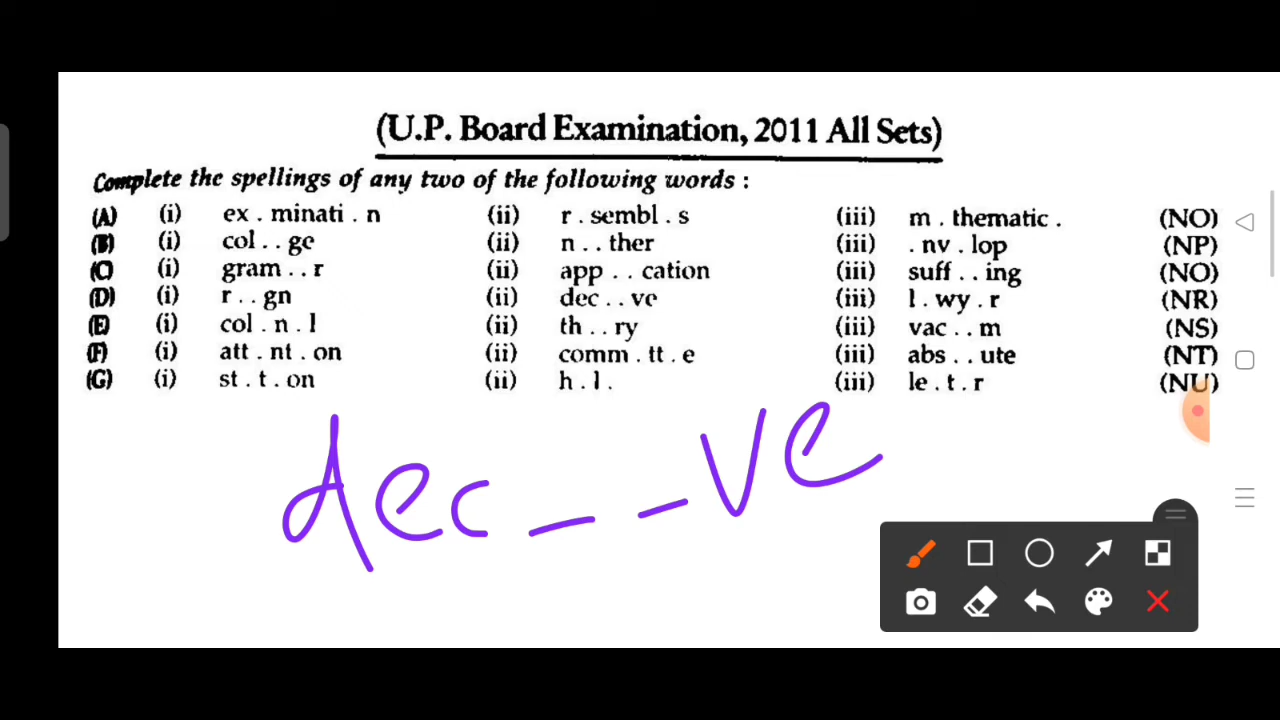 (U.P. Board Examination, 2011 All Sets)
Complete the spellings of any two of the following words :
(A) (i) ex . minati . n (ii) r . sembl . s (iii) m . thematic . (NO)
(B) (i) col . . ge (ii) n . . ther (iii) . nv . lop (NP)
(C) (i) gram . . r (ii) app . . cation (iii) suff . . ing (NO)
(D) (i) r . . gn (ii) dec . . ve (iii) l . wy . r (NR)
(E) (i) col . n . l (ii) th . . ry (iii) vac . . m (NS)
(F) (i) att . nt . on (ii) comm . tt . e (iii) abs . . ute (NT)
(G) (i) st . t . on (ii) h . l . (iii) le . t . r (NU)
dec _ _ ve